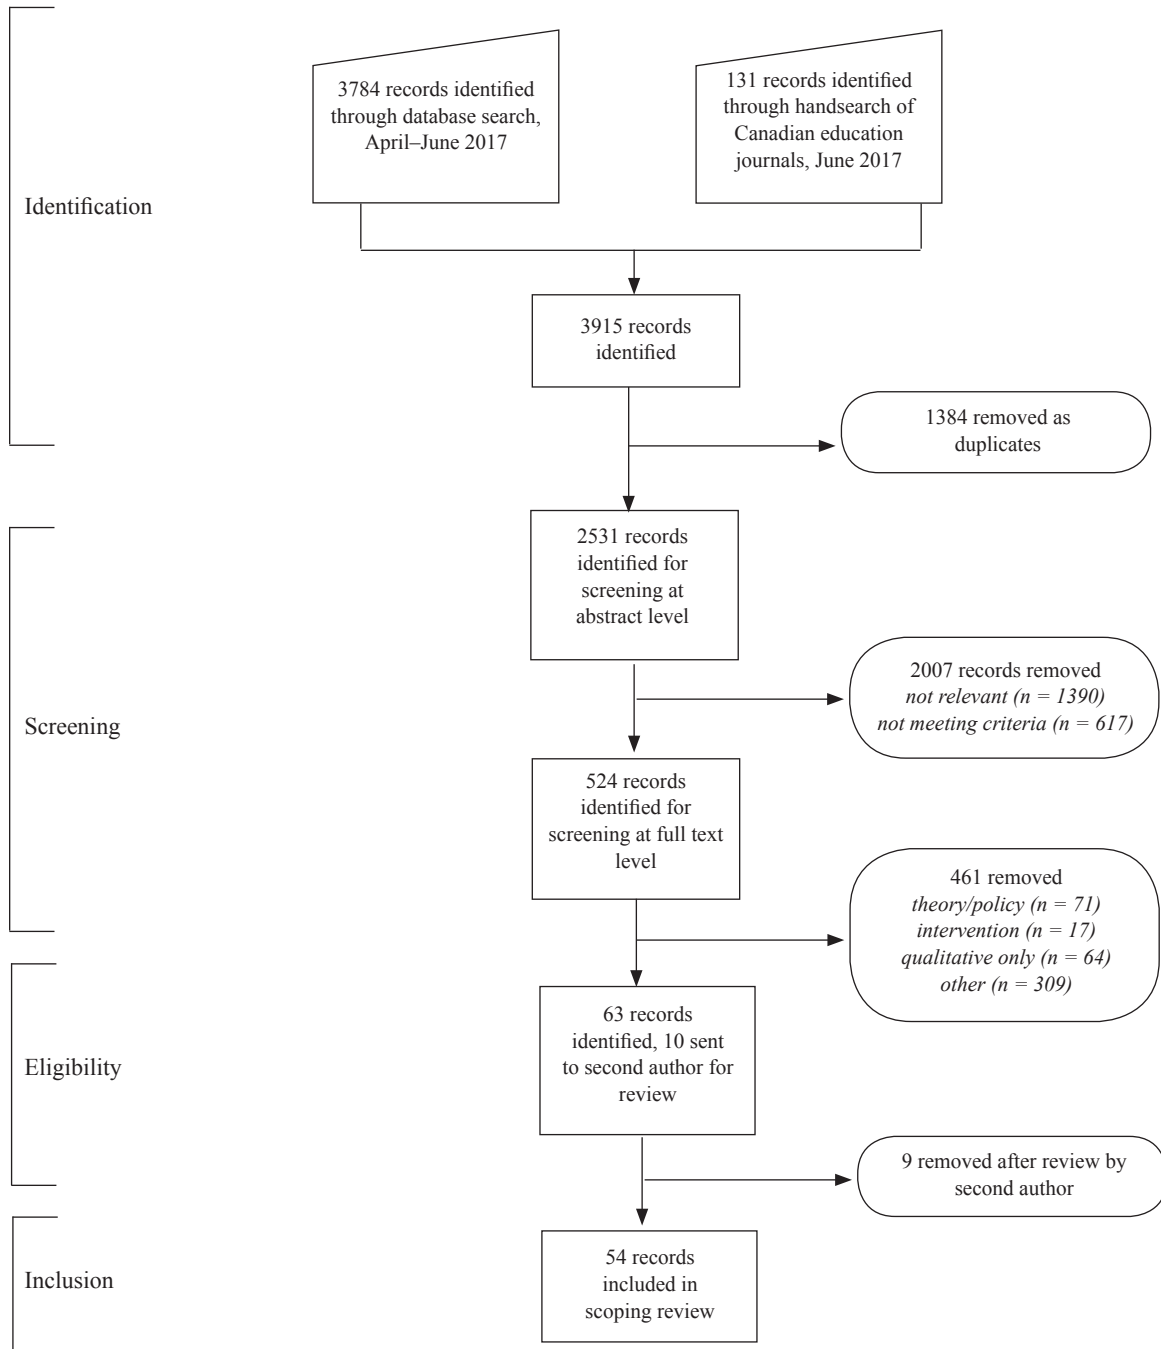 Identification
3784 records identified
through database search,
April–June 2017
131 records identified
through handsearch of
Canadian education
journals, June 2017
3915 records
identified
1384 removed as
duplicates
Screening
2531 records
identified for
screening at
abstract level
2007 records removed
not relevant (n = 1390)
not meeting criteria (n = 617)
524 records
identified for
screening at full text
level
461 removed
theory/policy (n = 71)
intervention (n = 17)
qualitative only (n = 64)
other (n = 309)
Eligibility
63 records
identified, 10 sent
to second author for
review
9 removed after review by
second author
Inclusion
54 records
included in
scoping review